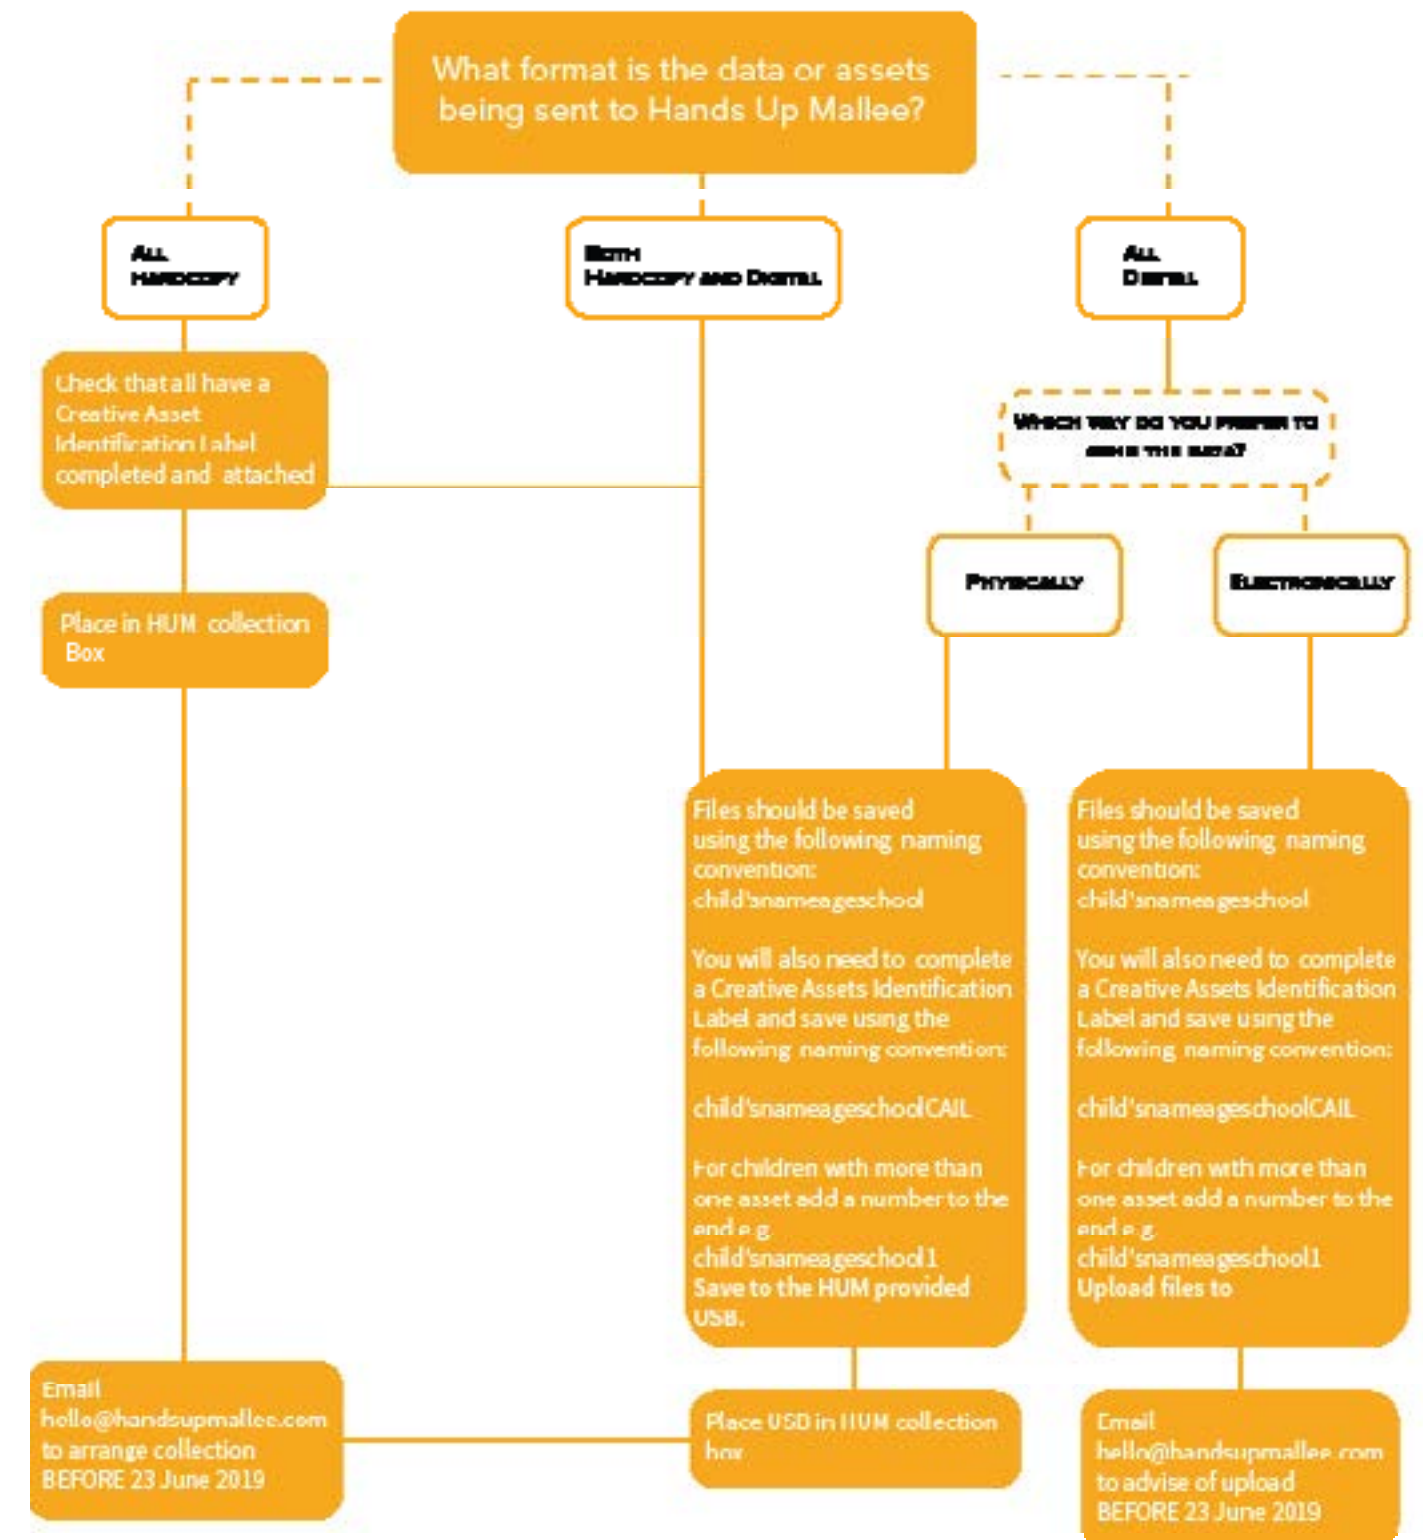 What format is the data or assets
being sent to Hands Up Mallee?
ALL
HARDCOPY
BOTH
HARDCOPY AND DIGITAL
ALL
DIGITAL
Check that all have a
Creative Asset
Identification Label
completed and attached
WHICH WAY DO YOU PREFER TO
SEND THE DATA?
PHYSICALLY
ELECTRONICALLY
Place in HUM collection
Box
Files should be saved
using the following naming
convention:
child'snameageschool
You will also need to complete
a Creative Assets Identification
Label and save using the
following naming convention:
child'snameageschoolCAIL
For children with more than
one asset add a number to the
end e.g.
child'snameageschool1
Save to the HUM provided
USB.
Files should be saved
using the following naming
convention:
child'snameageschool
You will also need to complete
a Creative Assets Identification
Label and save using the
following naming convention:
child'snameageschoolCAIL
For children with more than
one asset add a number to the
end e.g.
child'snameageschool1
Upload files to
Email
hello@handsupmallee.com
to arrange collection
BEFORE 23 June 2019
Place USB in HUM collection
box
Email
hello@handsupmallee.com
to advise of upload
BEFORE 23 June 2019